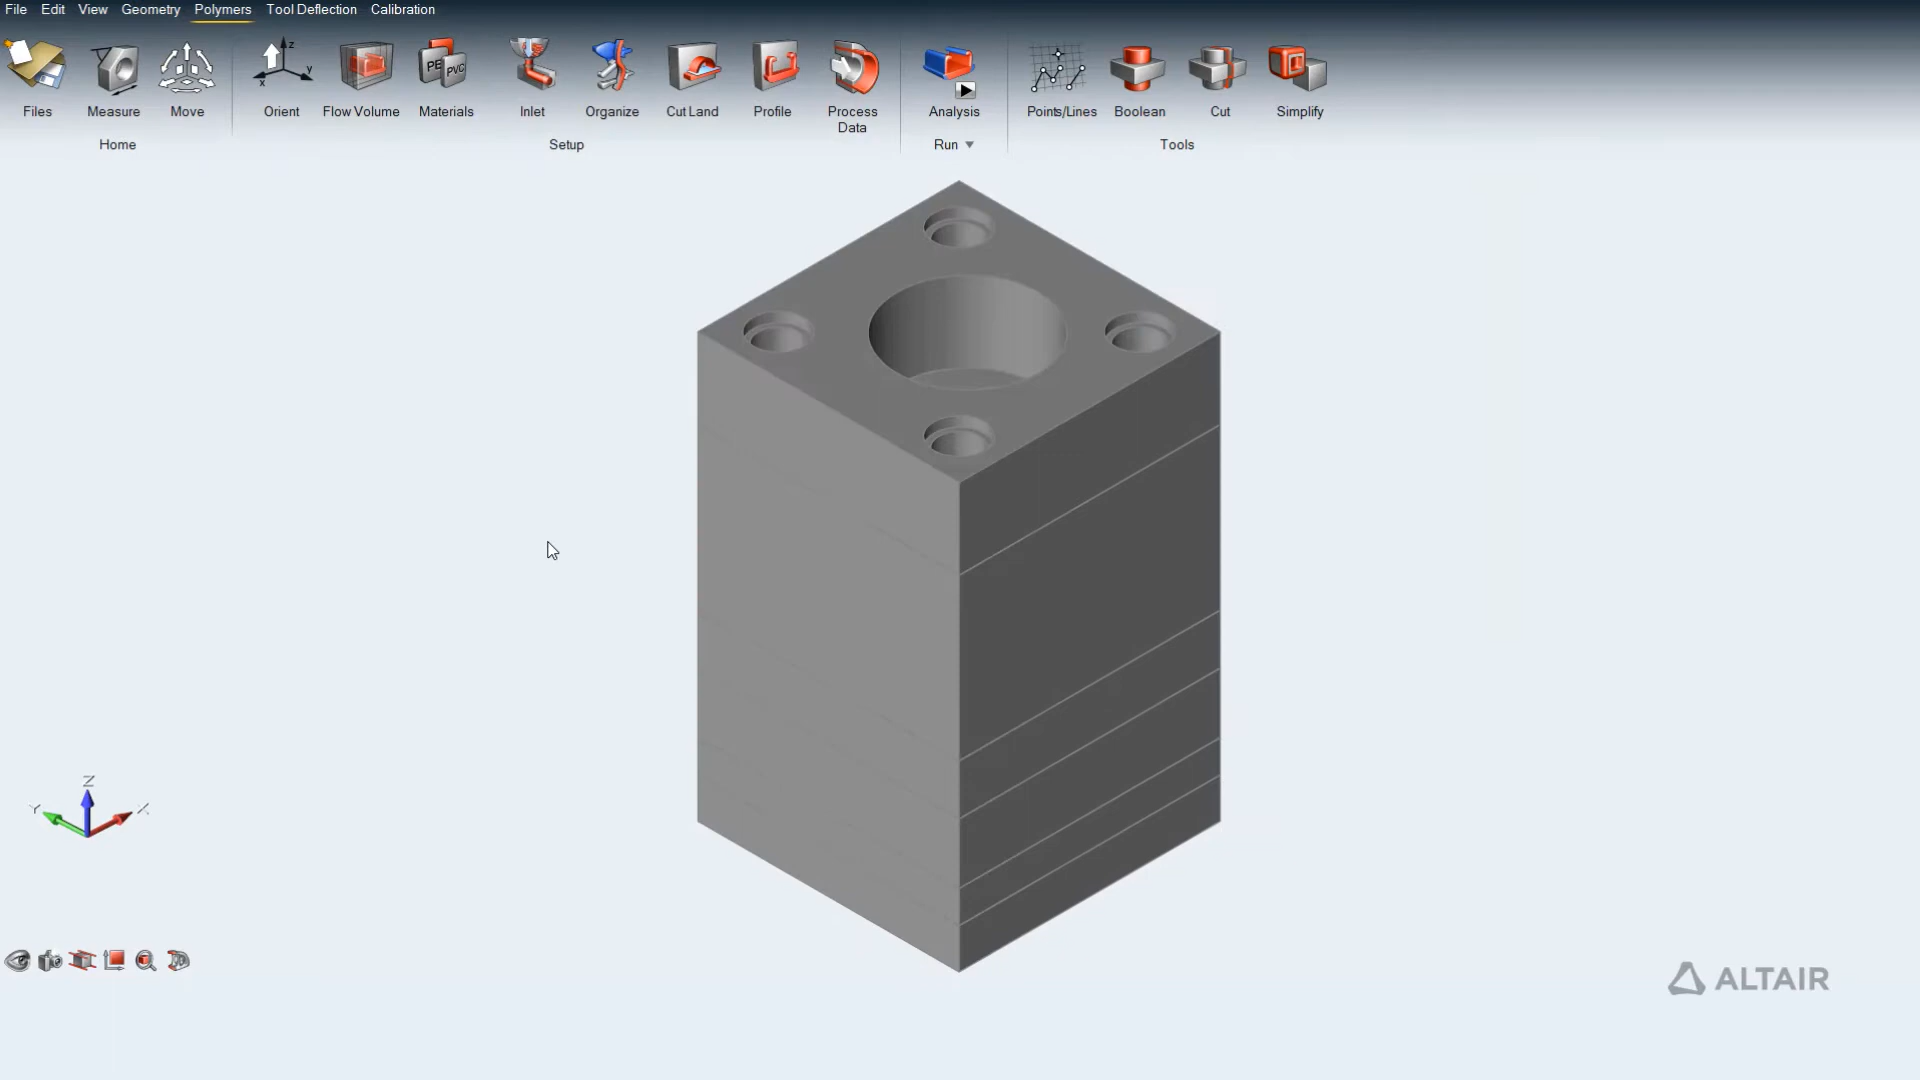 File Edit View Geometry Polymers Tool Deflection Calibration
Files Measure Move Orient Flow Volume Materials Inlet Organize Cut Land Profile Process Data Analysis Points/Lines Boolean Cut Simplify
Home Setup Run Tools
z
x y
PE PVC
Z
Y X
ALTAIR